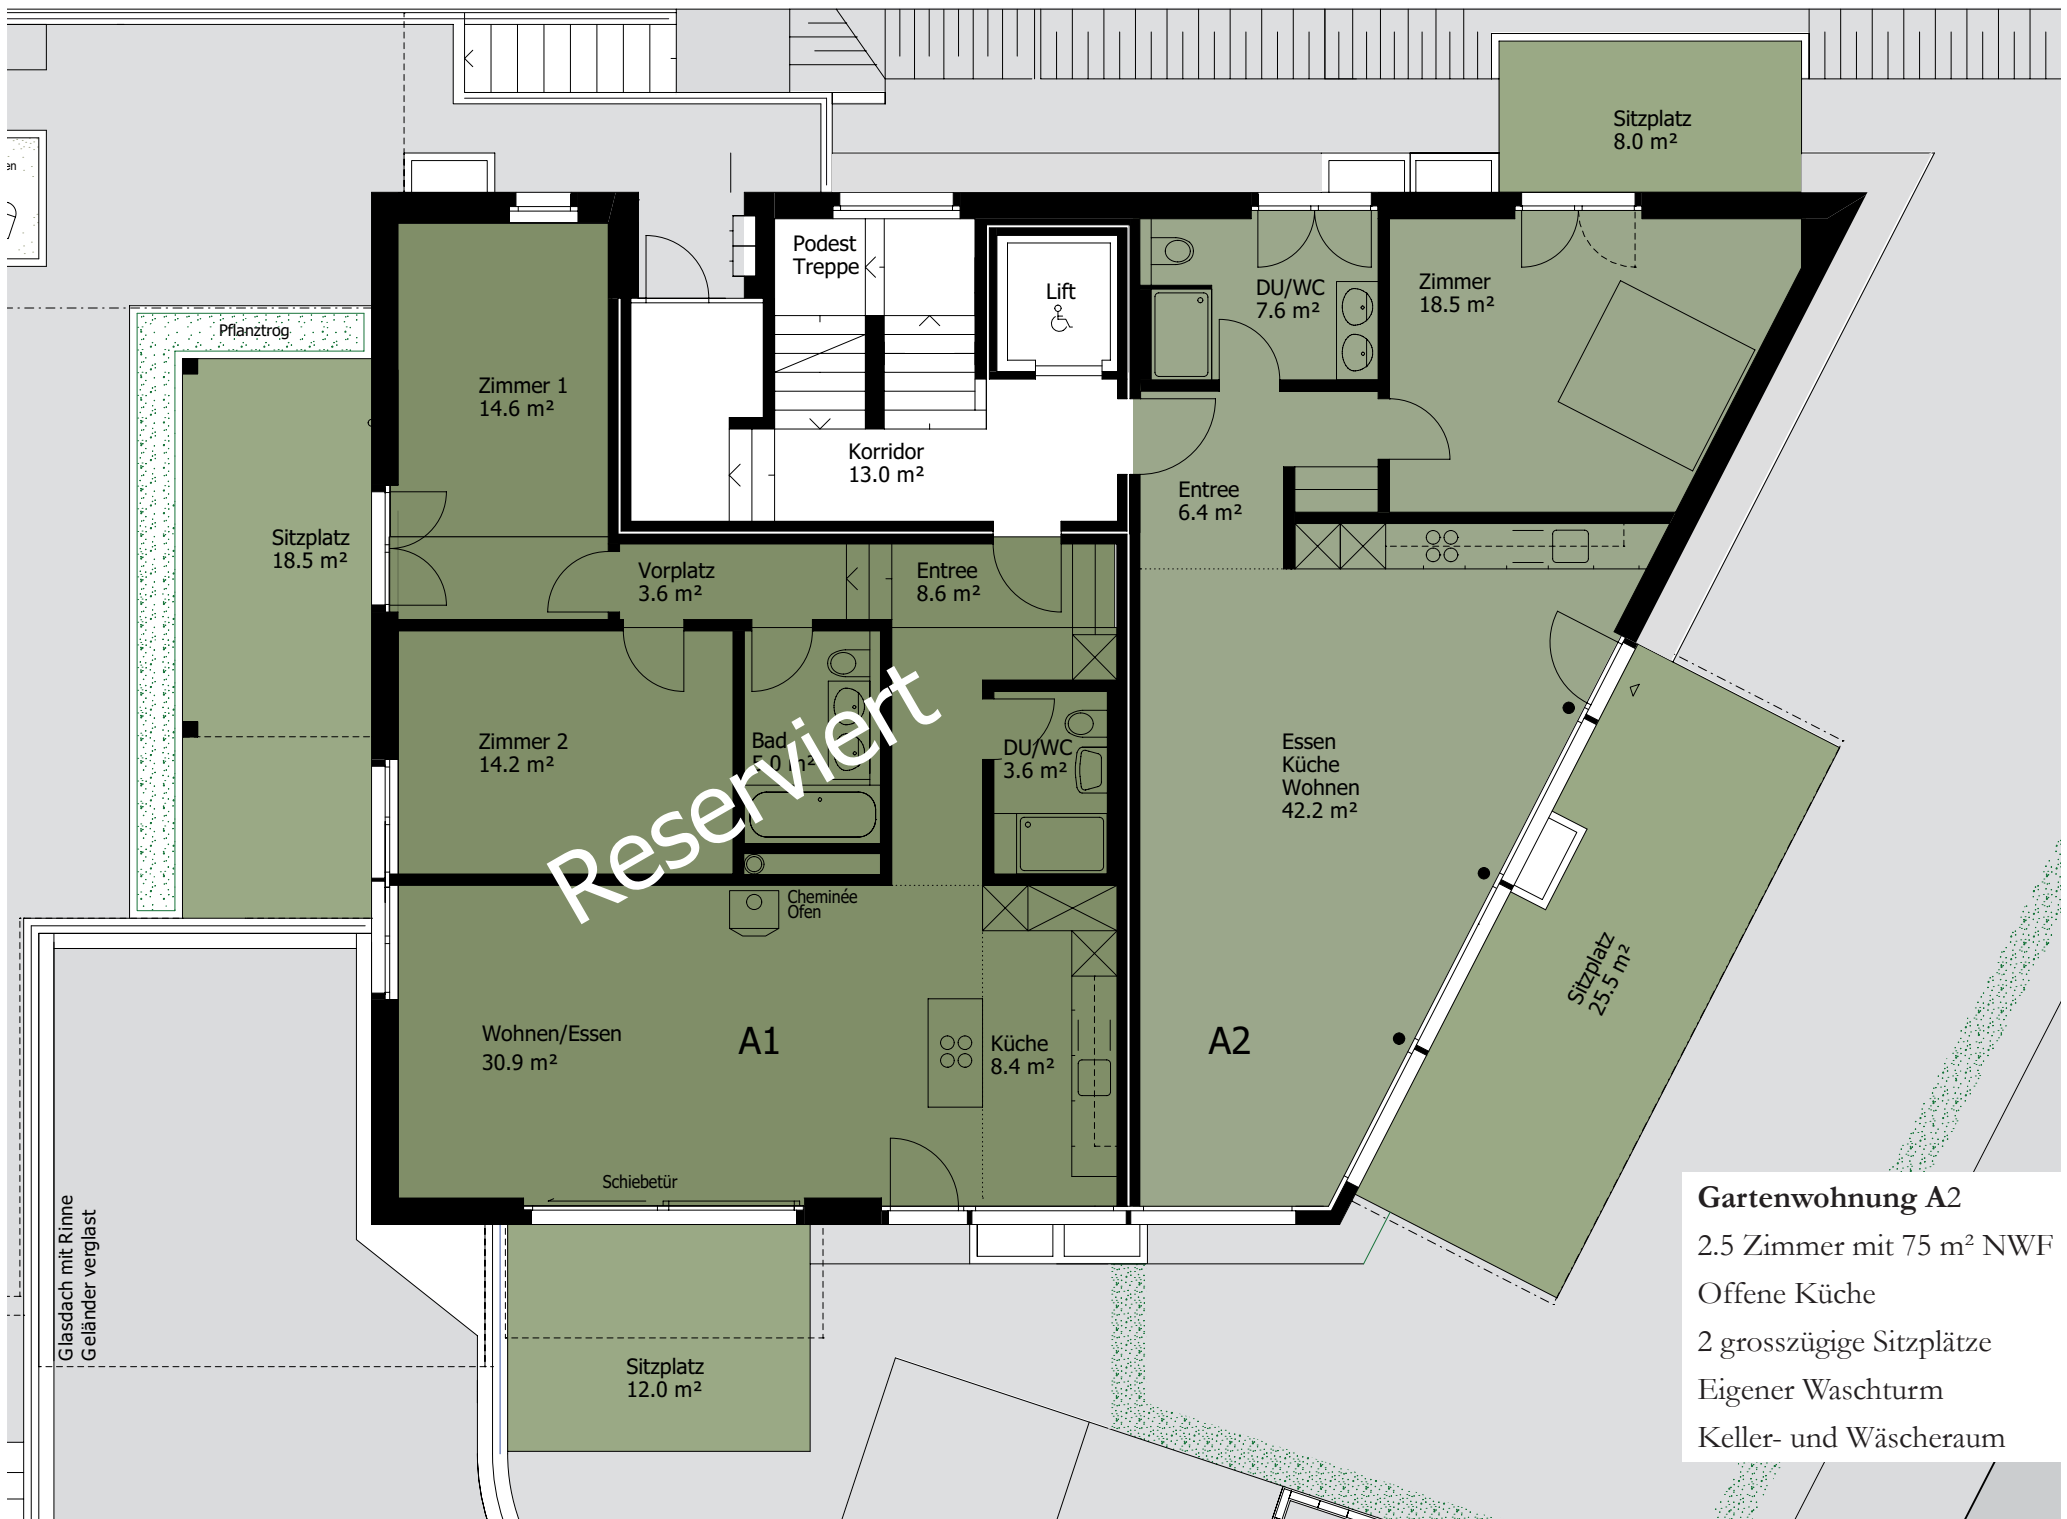 Sitzplatz
8.0 m²
en
Podest
Treppe
Lift
DU/WC
7.6 m²
Zimmer
18.5 m²
Pflanztrog
Zimmer 1
14.6 m²
Korridor
13.0 m²
Entree
6.4 m²
Sitzplatz
18.5 m²
Vorplatz
3.6 m²
Entree
8.6 m²
Zimmer 2
14.2 m²
Bad
5.0 m²
DU/WC
3.6 m²
Essen
Küche
Wohnen
42.2 m²
Reserviert
Cheminée
Ofen
Sitzplatz
25.5 m²
Wohnen/Essen
30.9 m²
A1
Küche
8.4 m²
A2
Schiebetür
Glasdach mit Rinne
Geländer verglast
Sitzplatz
12.0 m²
Gartenwohnung A2
2.5 Zimmer mit 75 m² NWF
Offene Küche
2 grosszügige Sitzplätze
Eigener Waschturm
Keller- und Wäscheraum